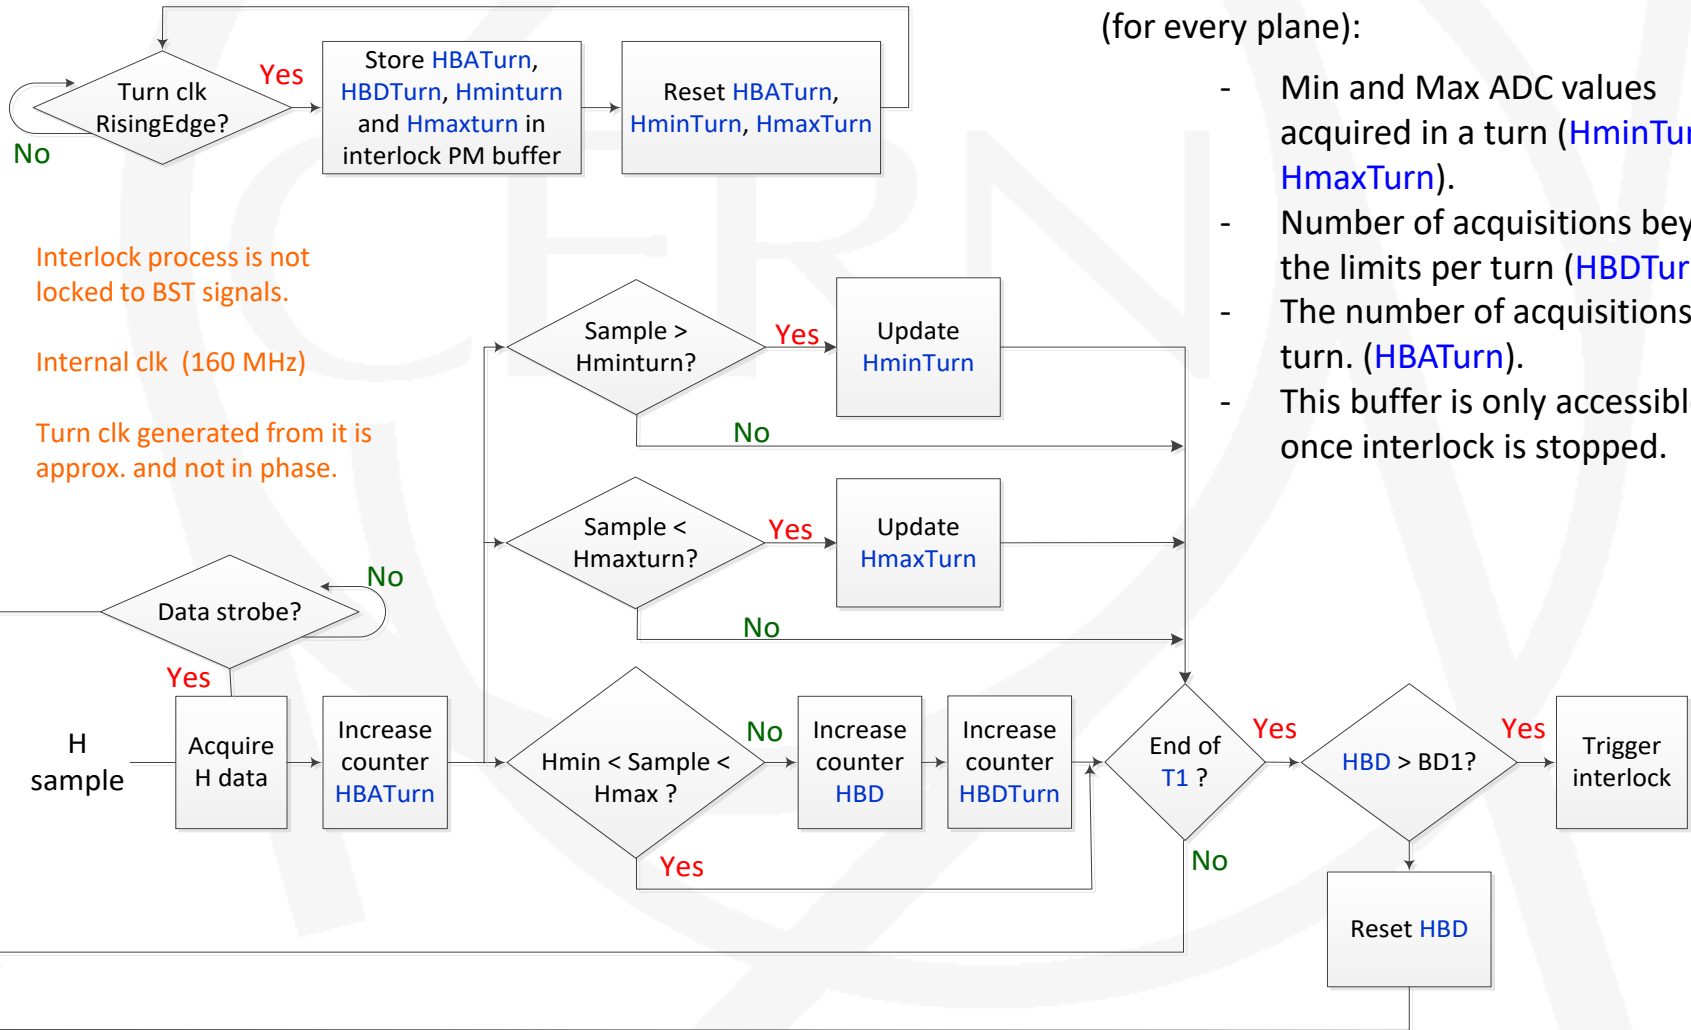 (for every plane):
- Min and Max ADC values
acquired in a turn (
HmaxTurn).
- Number of acquisitions
the limits per turn (
- The number of acquisitions
turn. (HBATurn).
- This buffer is only
once interlock is stopped.
Turn clk
RisingEdge?
Yes
No
Store HBATurn,
HBDTurn, Hminturn
and Hmaxturn in
interlock PM buffer
Reset HBATurn,
HminTurn, HmaxTurn
Interlock process is not
locked to BST signals.
Internal clk (160 MHz)
Turn clk generated from it is
approx. and not in phase.
CERN
Sample >
Hminturn?
Yes
No
Update
HminTurn
Sample <
Hmaxturn?
Yes
No
Update
HmaxTurn
Data strobe?
No
Yes
H
sample
Acquire
H data
Increase
counter
HBATurn
Hmin < Sample <
Hmax ?
No
Yes
Increase
counter
HBD
Increase
counter
HBDTurn
End of
T1 ?
Yes
No
HBD > BD1?
Yes
Trigger
interlock
Reset HBD